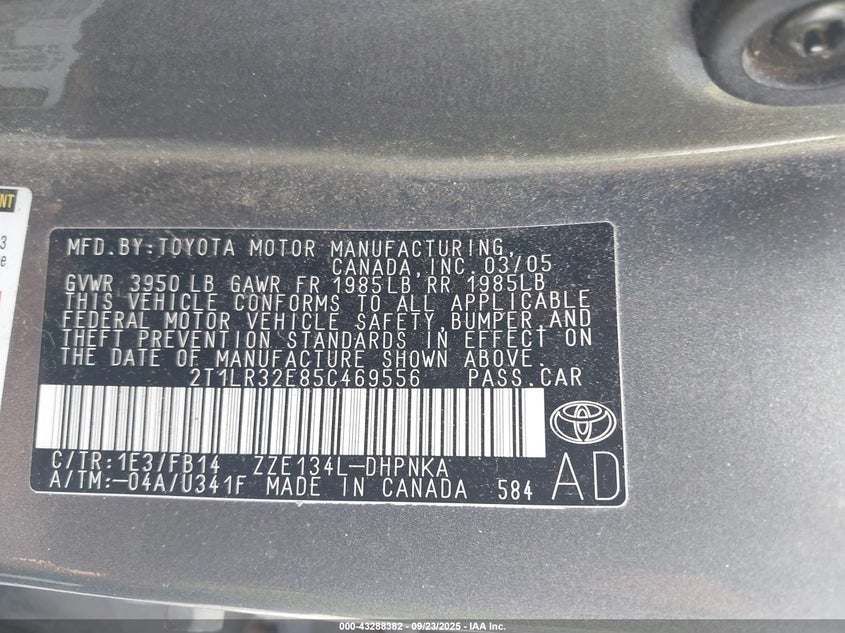 NT
3
e
MFD.BY:TOYOTA MOTOR MANUFACTURING,
CANADA,INC. 03/05
GVWR 3950 LB GAWR FR 1985LB RR 1985LB
THIS VEHICLE CONFORMS TO ALL APPLICABLE
FEDERAL MOTOR VEHICLE SAFETY,BUMPER,AND
THEFT PREVENTION STANDARDS IN EFFECT ON
THE DATE OF MANUFACTURE SHOWN ABOVE.
2T1LR32E85C469556 PASS.CAR
C/TR:1E3/FB14 ZZE134L-DHPNKA
A/TM:-04A/U341F MADE IN CANADA 584
AD
000-43288382 - 09/23/2025 - IAA Inc.